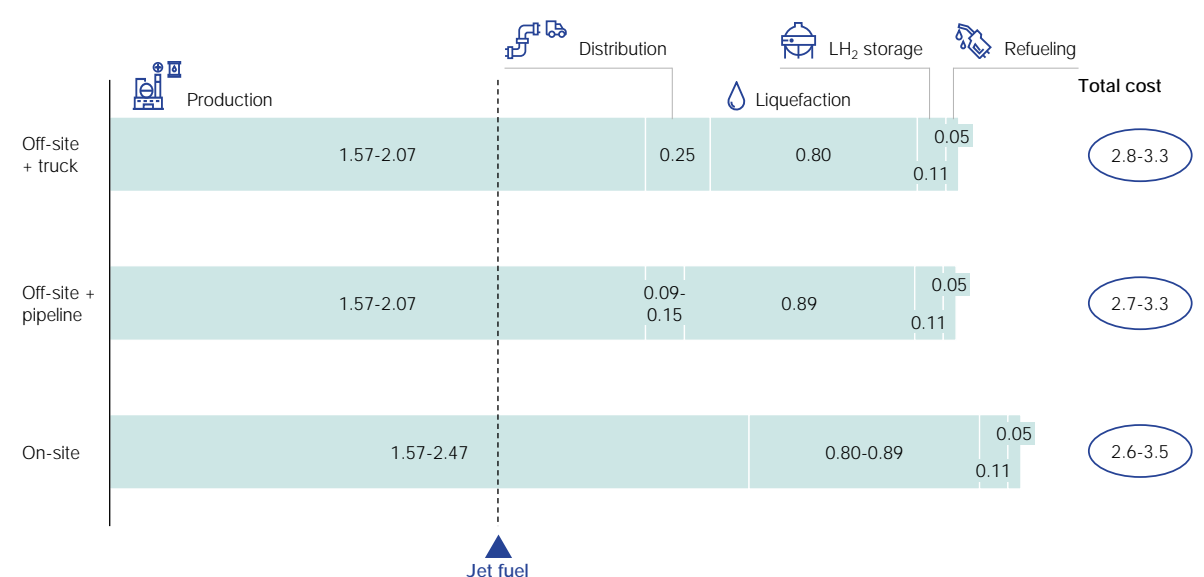 Distribution
LH₂ storage
Refueling
Production
Liquefaction
Total cost
Off-site
+ truck
1.57-2.07
0.25
0.80
0.11
0.05
2.8-3.3
Off-site +
pipeline
1.57-2.07
0.09-
0.15
0.89
0.11
0.05
2.7-3.3
On-site
1.57-2.47
0.80-0.89
0.11
0.05
2.6-3.5
Jet fuel